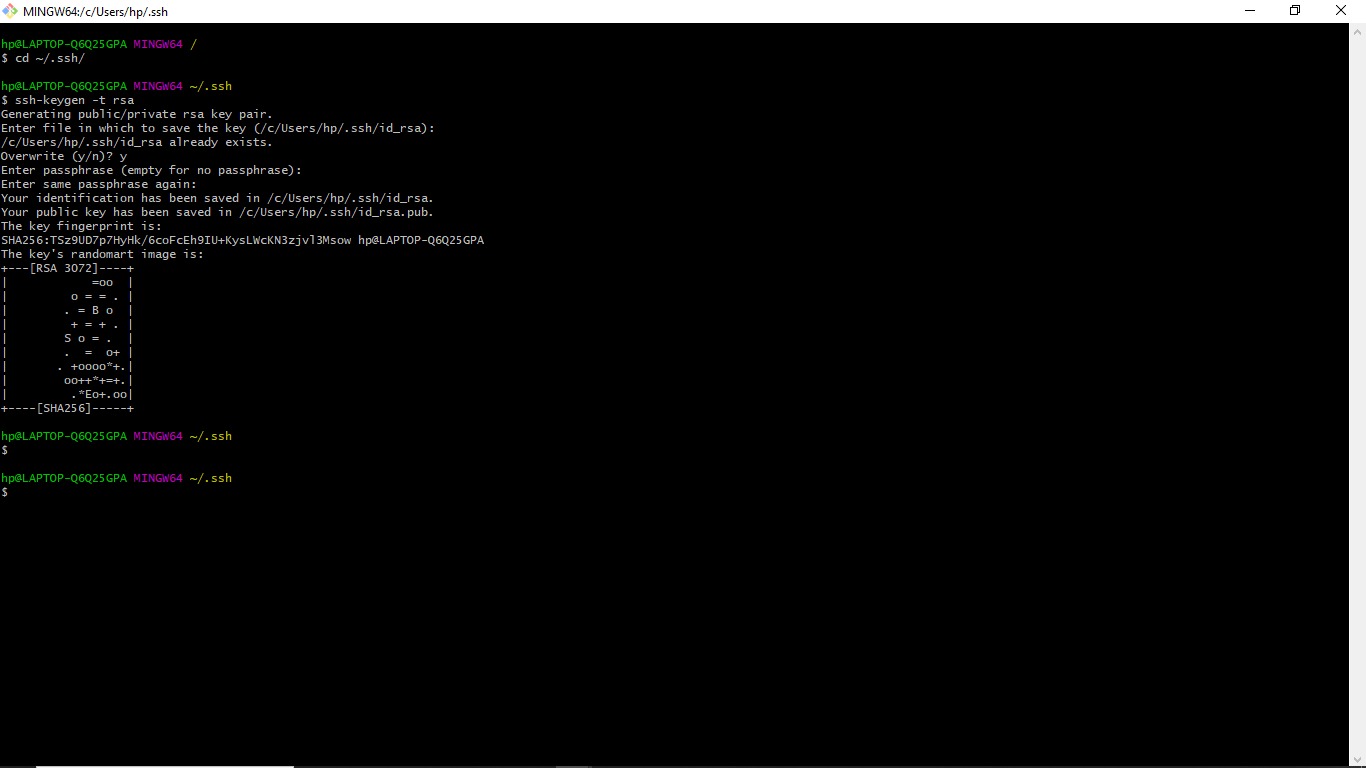 MINGW64:/c/Users/hp/.ssh
hp@LAPTOP-Q6Q25GPA MINGW64 /
$ cd ~/.ssh/
hp@LAPTOP-Q6Q25GPA MINGW64 ~/.ssh
$ ssh-keygen -t rsa
Generating public/private rsa key pair.
Enter file in which to save the key (/c/Users/hp/.ssh/id_rsa):
/c/Users/hp/.ssh/id_rsa already exists.
Overwrite (y/n)? y
Enter passphrase (empty for no passphrase):
Enter same passphrase again:
Your identification has been saved in /c/Users/hp/.ssh/id_rsa.
Your public key has been saved in /c/Users/hp/.ssh/id_rsa.pub.
The key fingerprint is:
SHA256:TSz9UD7p7HyHk/6coFcEh9IU+KysLWcKN3zjvl3Msow hp@LAPTOP-Q6Q25GPA
The key's randomart image is:
+---[RSA 3072]----+
|            =oo  |
|         o = = . |
|        . = B o  |
|         + = + . |
|        S o = .  |
|        .  =  o+ |
|       . +oooo*+.|
|        oo++*+=+.|
|         .*Eo+.oo|
+----[SHA256]-----+
hp@LAPTOP-Q6Q25GPA MINGW64 ~/.ssh
$
hp@LAPTOP-Q6Q25GPA MINGW64 ~/.ssh
$